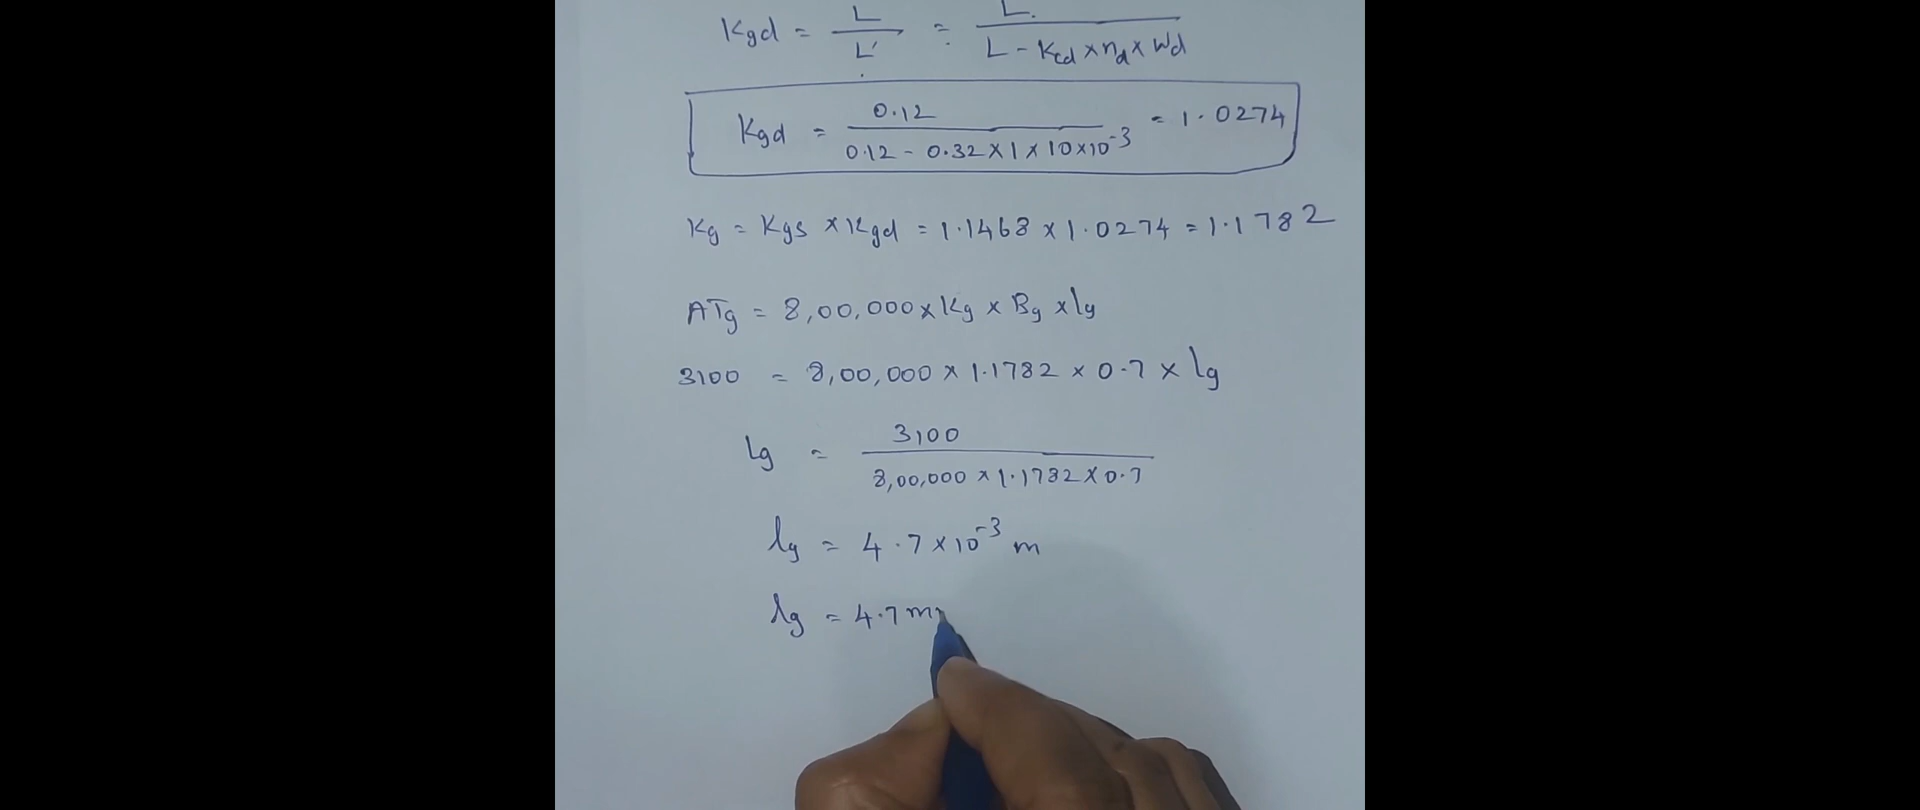 Kgd = L / L' = L / L - Kcd × nd × Wd
Kgd = 0.12 / 0.12 - 0.32 × 1 × 10 × 10^-3 = 1.0274
Kg = Kgs × Kgd = 1.1468 × 1.0274 = 1.1782
ATg = 8,00,000 × Kg × Bg × lg
3100 = 8,00,000 × 1.1782 × 0.7 × lg
lg = 3100 / 8,00,000 × 1.1782 × 0.7
lg = 4.7 × 10^-3 m
lg = 4.7 mm